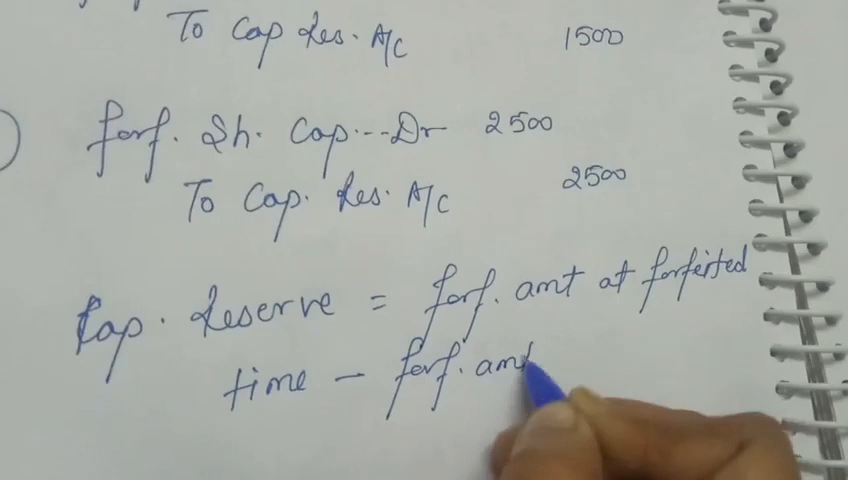 To Cap Res. A/C 1500
) Forf. Sh. Cap---Dr 2500
To Cap. Res. A/C 2500
Cap. Reserve = forf. amt at forfeited
time - forf. amt